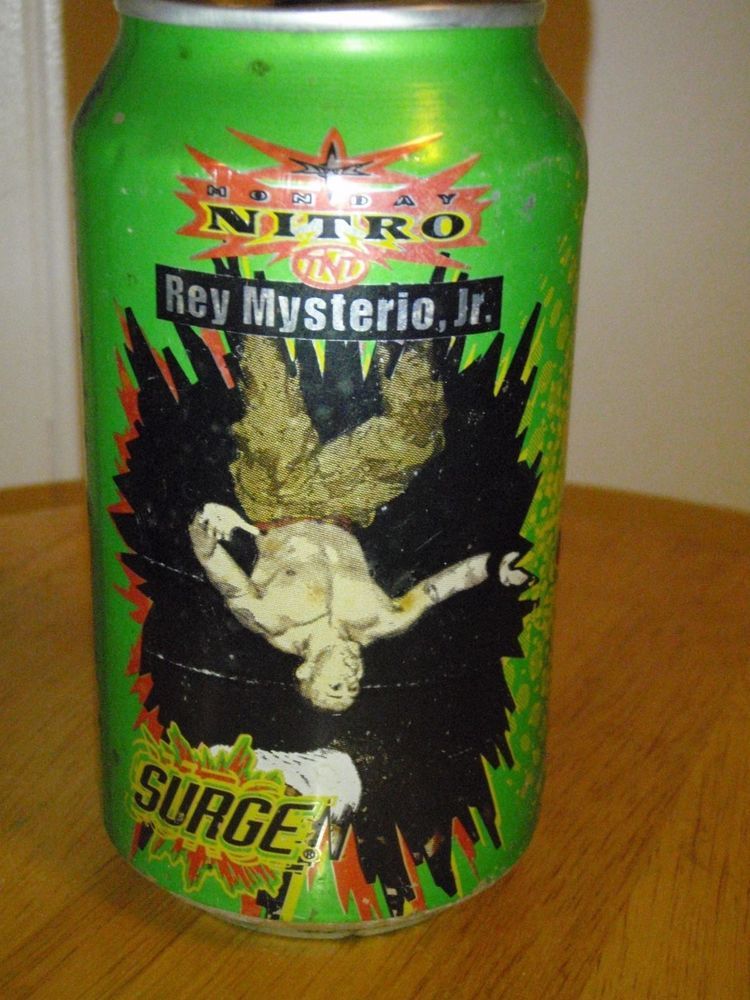 MONDAY
NITRO
TNT
Rey Mysterio, Jr.
SURGE®